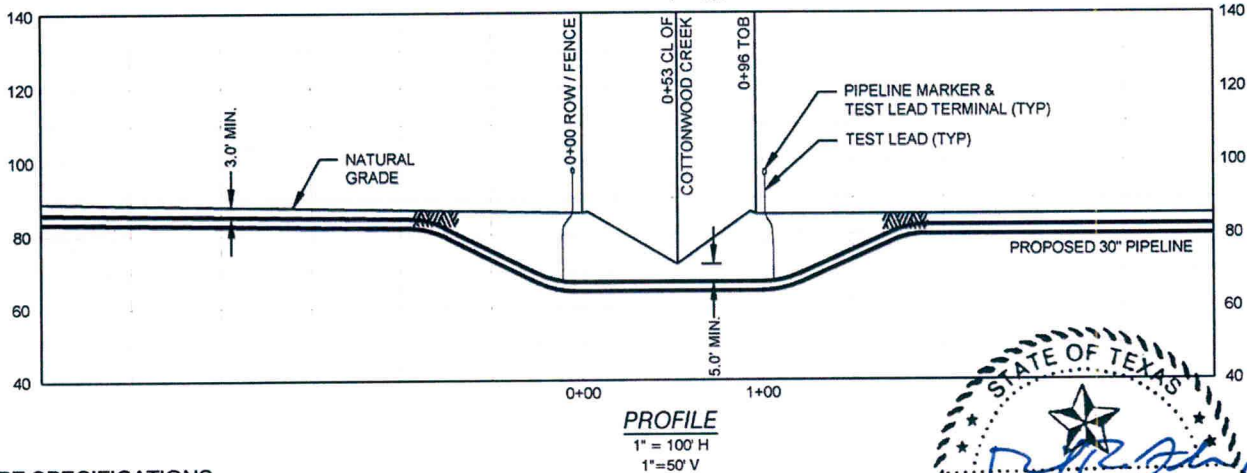 140
120
100
80
60
40
3.0' MIN.
NATURAL
GRADE
0+00 ROW / FENCE
0+53 CL OF
COTTONWOOD CREEK
0+96 TOB
PIPELINE MARKER &
TEST LEAD TERMINAL (TYP)
TEST LEAD (TYP)
140
120
100
80
60
40
PROPOSED 30" PIPELINE
5.0' MIN.
0+00
1+00
PROFILE
1" = 100' H
1"=50' V
STATE OF TEXAS